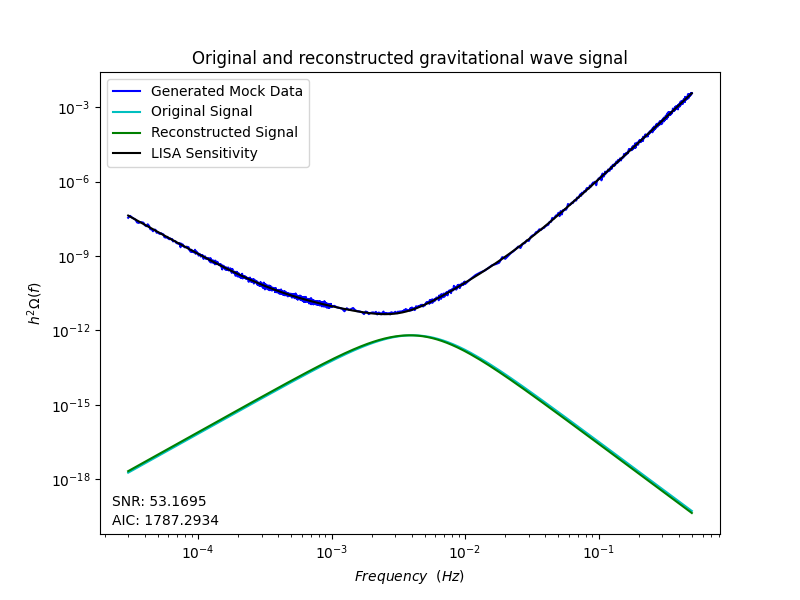 Original and reconstructed gravitational wave signal
Generated Mock Data
Original Signal
Reconstructed Signal
LISA Sensitivity
10⁻³
10⁻⁶
10⁻⁹
10⁻¹²
10⁻¹⁵
10⁻¹⁸
h²Ω(f)
SNR: 53.1695
AIC: 1787.2934
10⁻⁴ 10⁻³ 10⁻² 10⁻¹
Frequency (Hz)